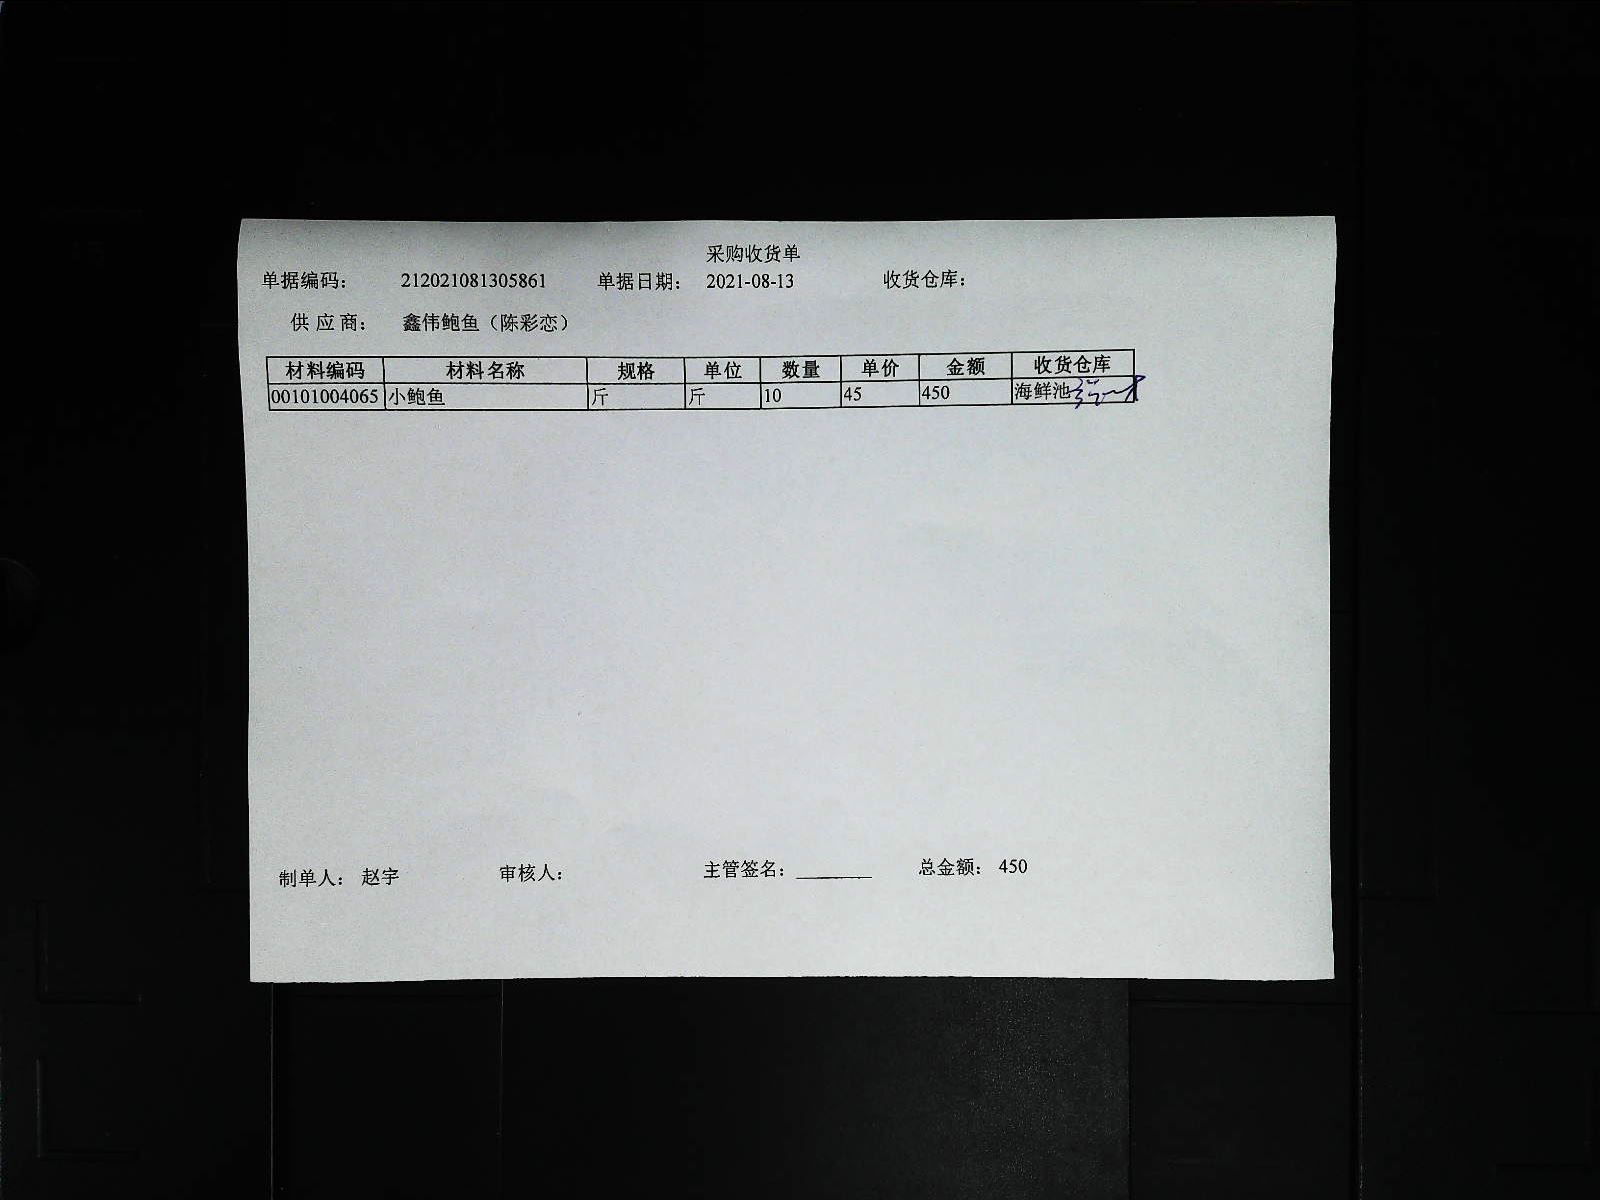 采购收货单
单据编码： 212021081305861 单据日期： 2021-08-13 收货仓库：
供 应 商： 鑫伟鲍鱼（陈彩恋）
材料编码 材料名称 规格 单位 数量 单价 金额 收货仓库
00101004065 小鲍鱼 斤 斤 10 45 450 海鲜池
制单人： 赵宇 审核人： 主管签名： 总金额： 450